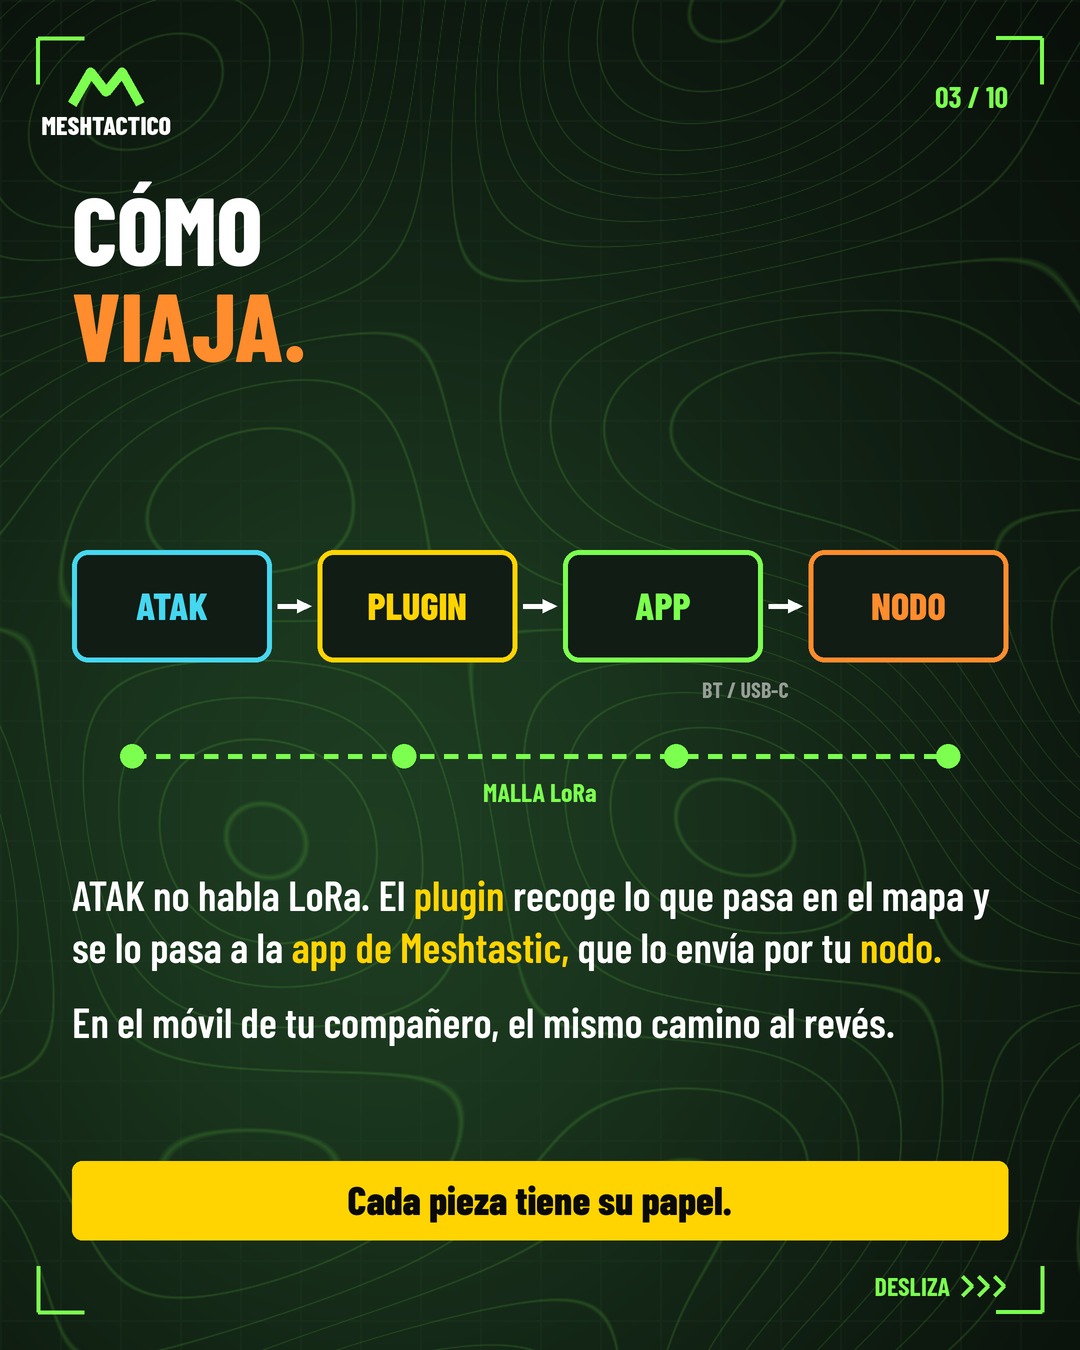 MESHTACTICO
03 / 10
CÓMO
VIAJA.
ATAK
PLUGIN
APP
NODO
BT / USB-C
MALLA LoRa
ATAK no habla LoRa. El plugin recoge lo que pasa en el mapa y
se lo pasa a la app de Meshtastic, que lo envía por tu nodo.
En el móvil de tu compañero, el mismo camino al revés.
Cada pieza tiene su papel.
DESLIZA